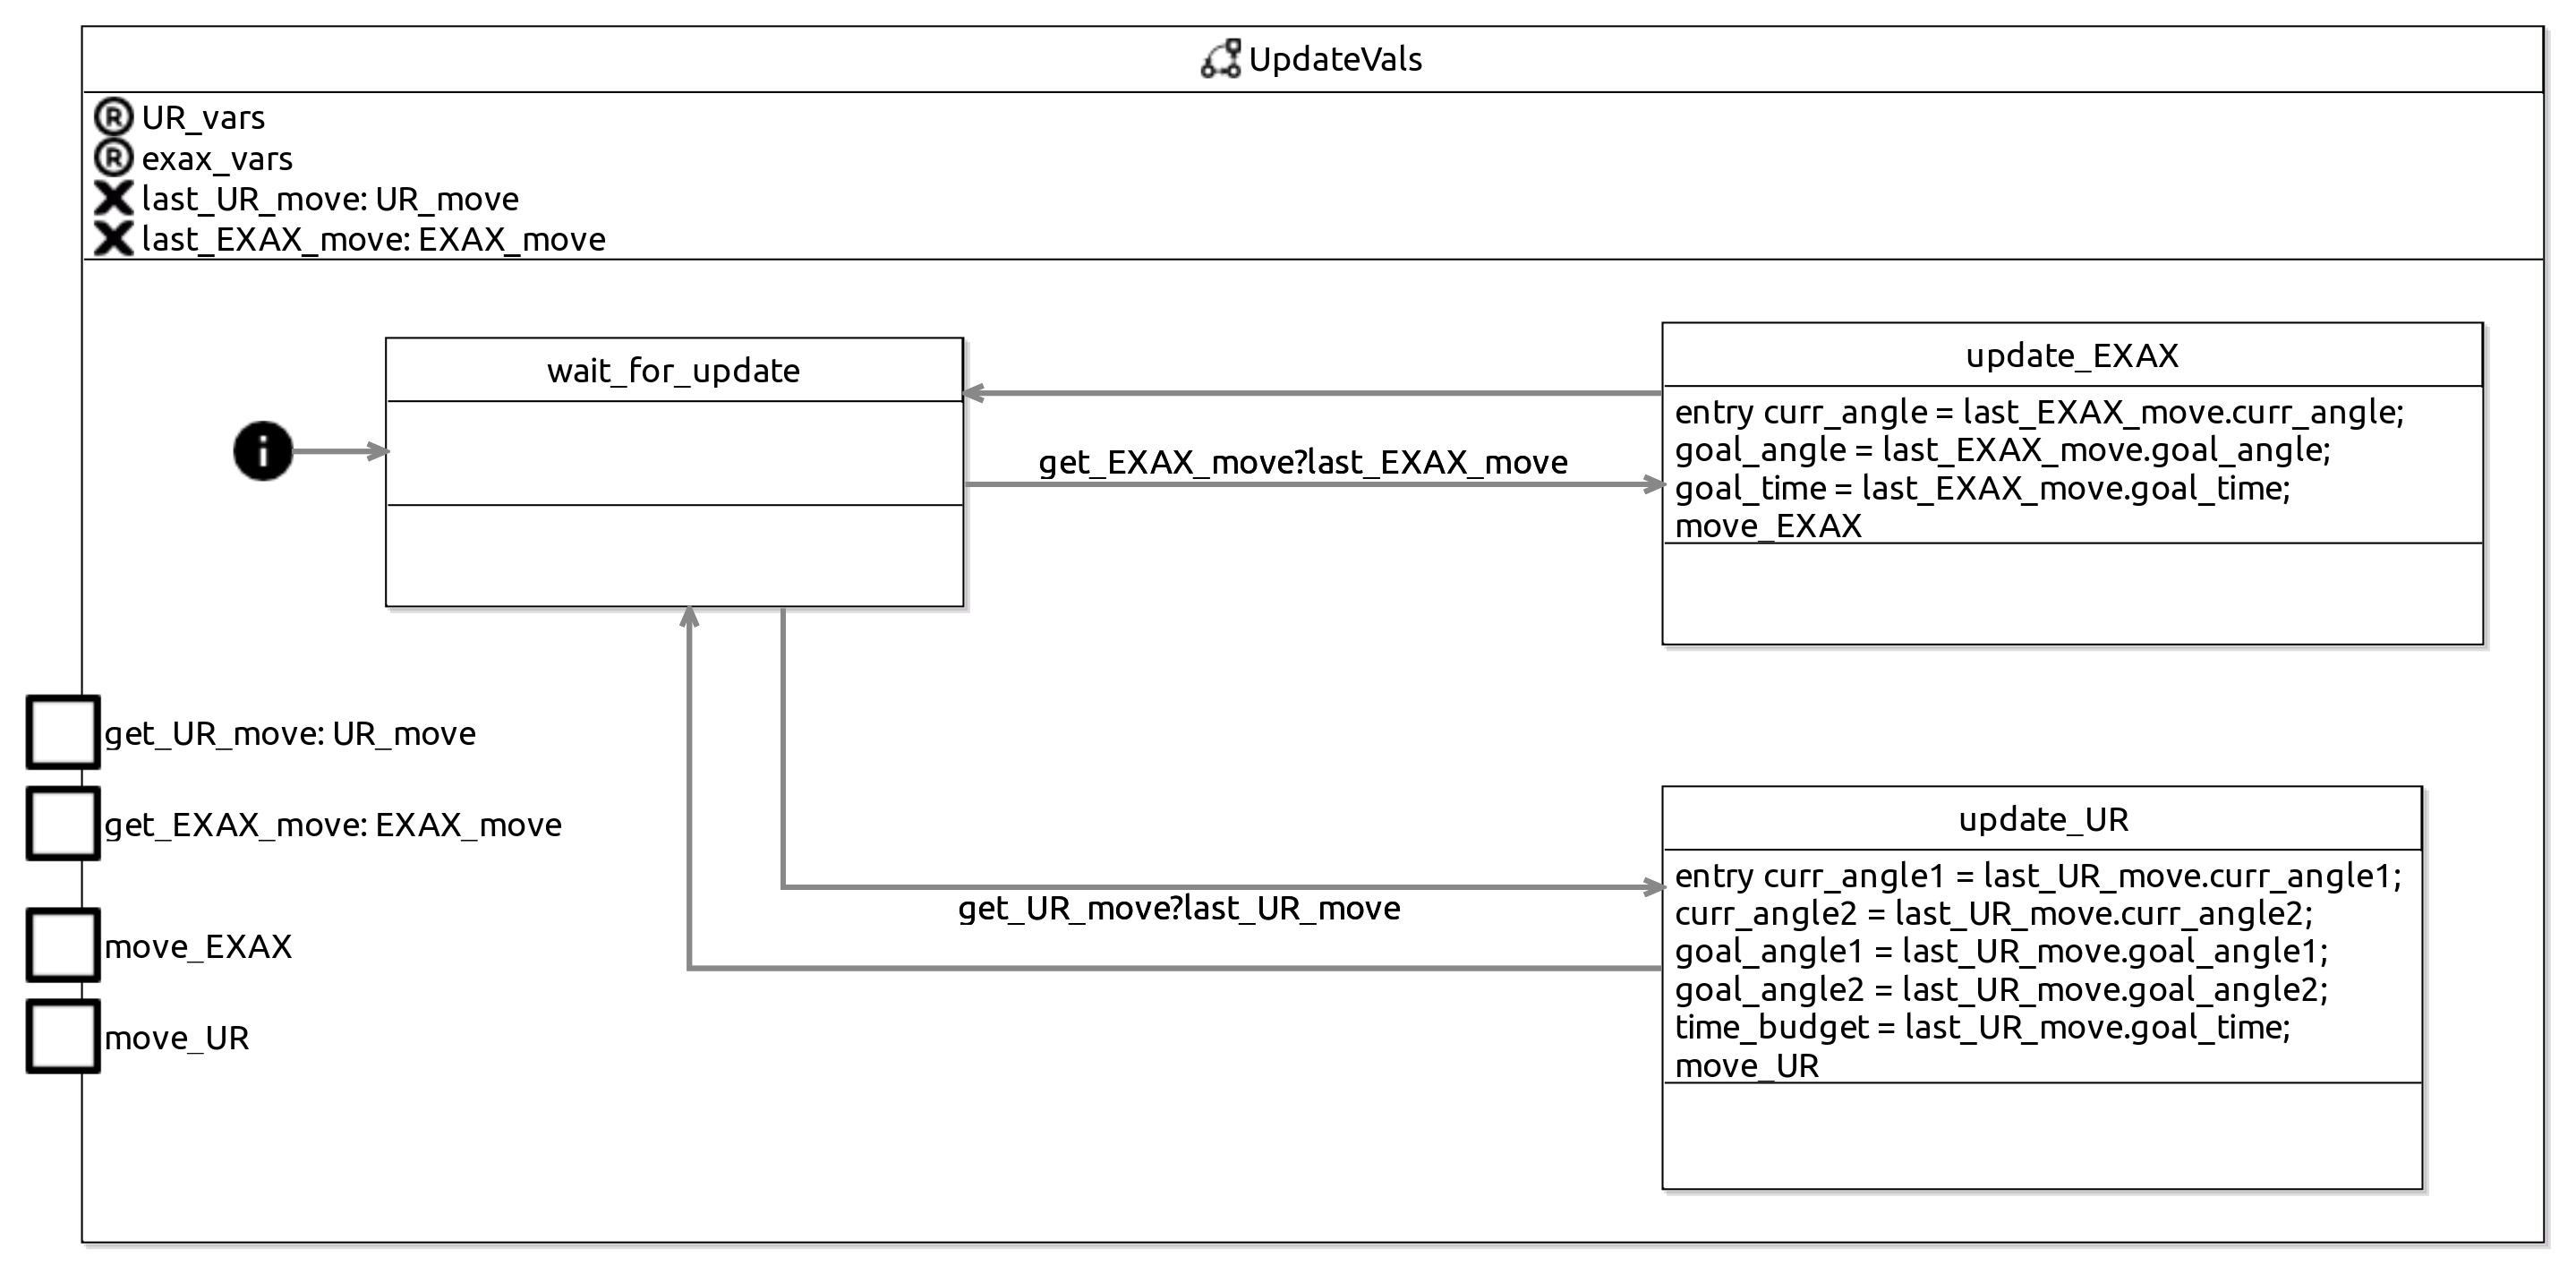 UpdateVals
R UR_vars
R exax_vars
last_UR_move: UR_move
last_EXAX_move: EXAX_move
wait_for_update
i
update_EXAX
entry curr_angle = last_EXAX_move.curr_angle;
goal_angle = last_EXAX_move.goal_angle;
goal_time = last_EXAX_move.goal_time;
move_EXAX
get_EXAX_move?last_EXAX_move
get_UR_move: UR_move
get_EXAX_move: EXAX_move
move_EXAX
move_UR
get_UR_move?last_UR_move
update_UR
entry curr_angle1 = last_UR_move.curr_angle1;
curr_angle2 = last_UR_move.curr_angle2;
goal_angle1 = last_UR_move.goal_angle1;
goal_angle2 = last_UR_move.goal_angle2;
time_budget = last_UR_move.goal_time;
move_UR